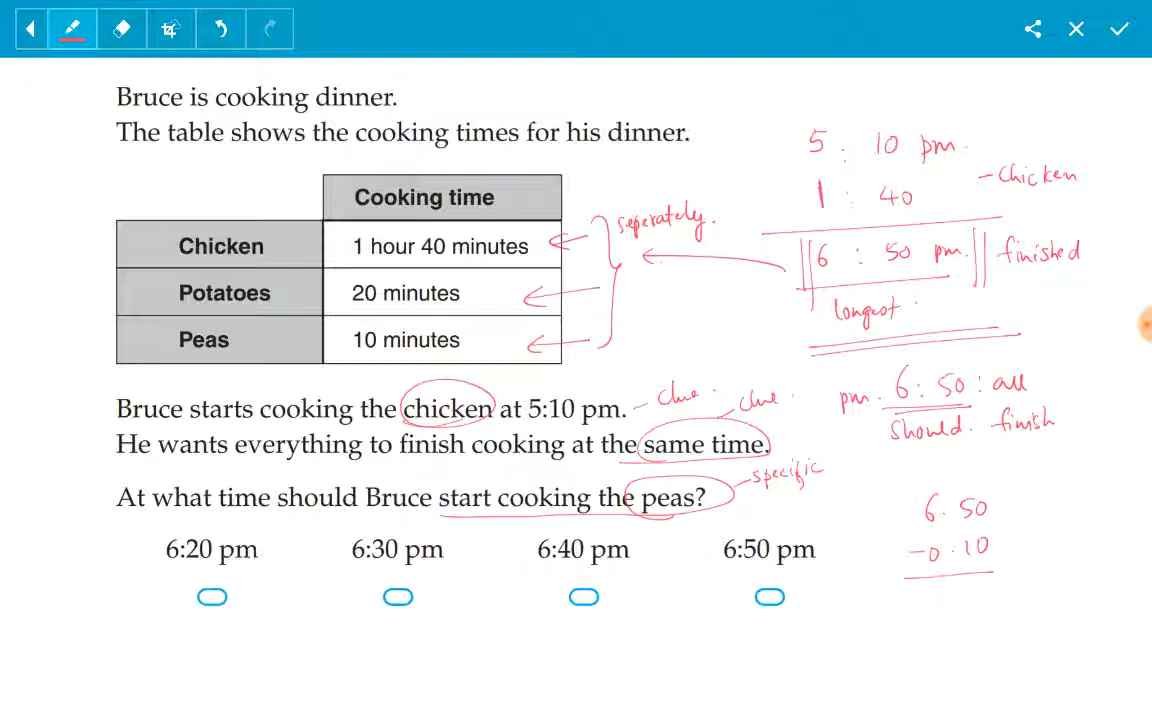 Bruce is cooking dinner.
The table shows the cooking times for his dinner.
Cooking time
Chicken 1 hour 40 minutes
Potatoes 20 minutes
Peas 10 minutes
seperately.
5 : 10 pm.
1 : 40 - Chicken
6 : 50 pm. finished
longest
Bruce starts cooking the chicken at 5:10 pm. - clue
clue
He wants everything to finish cooking at the same time.
pm. 6:50 : all
should. finish
At what time should Bruce start cooking the peas? - specific
6:20 pm 6:30 pm 6:40 pm 6:50 pm
6.50
-0.10